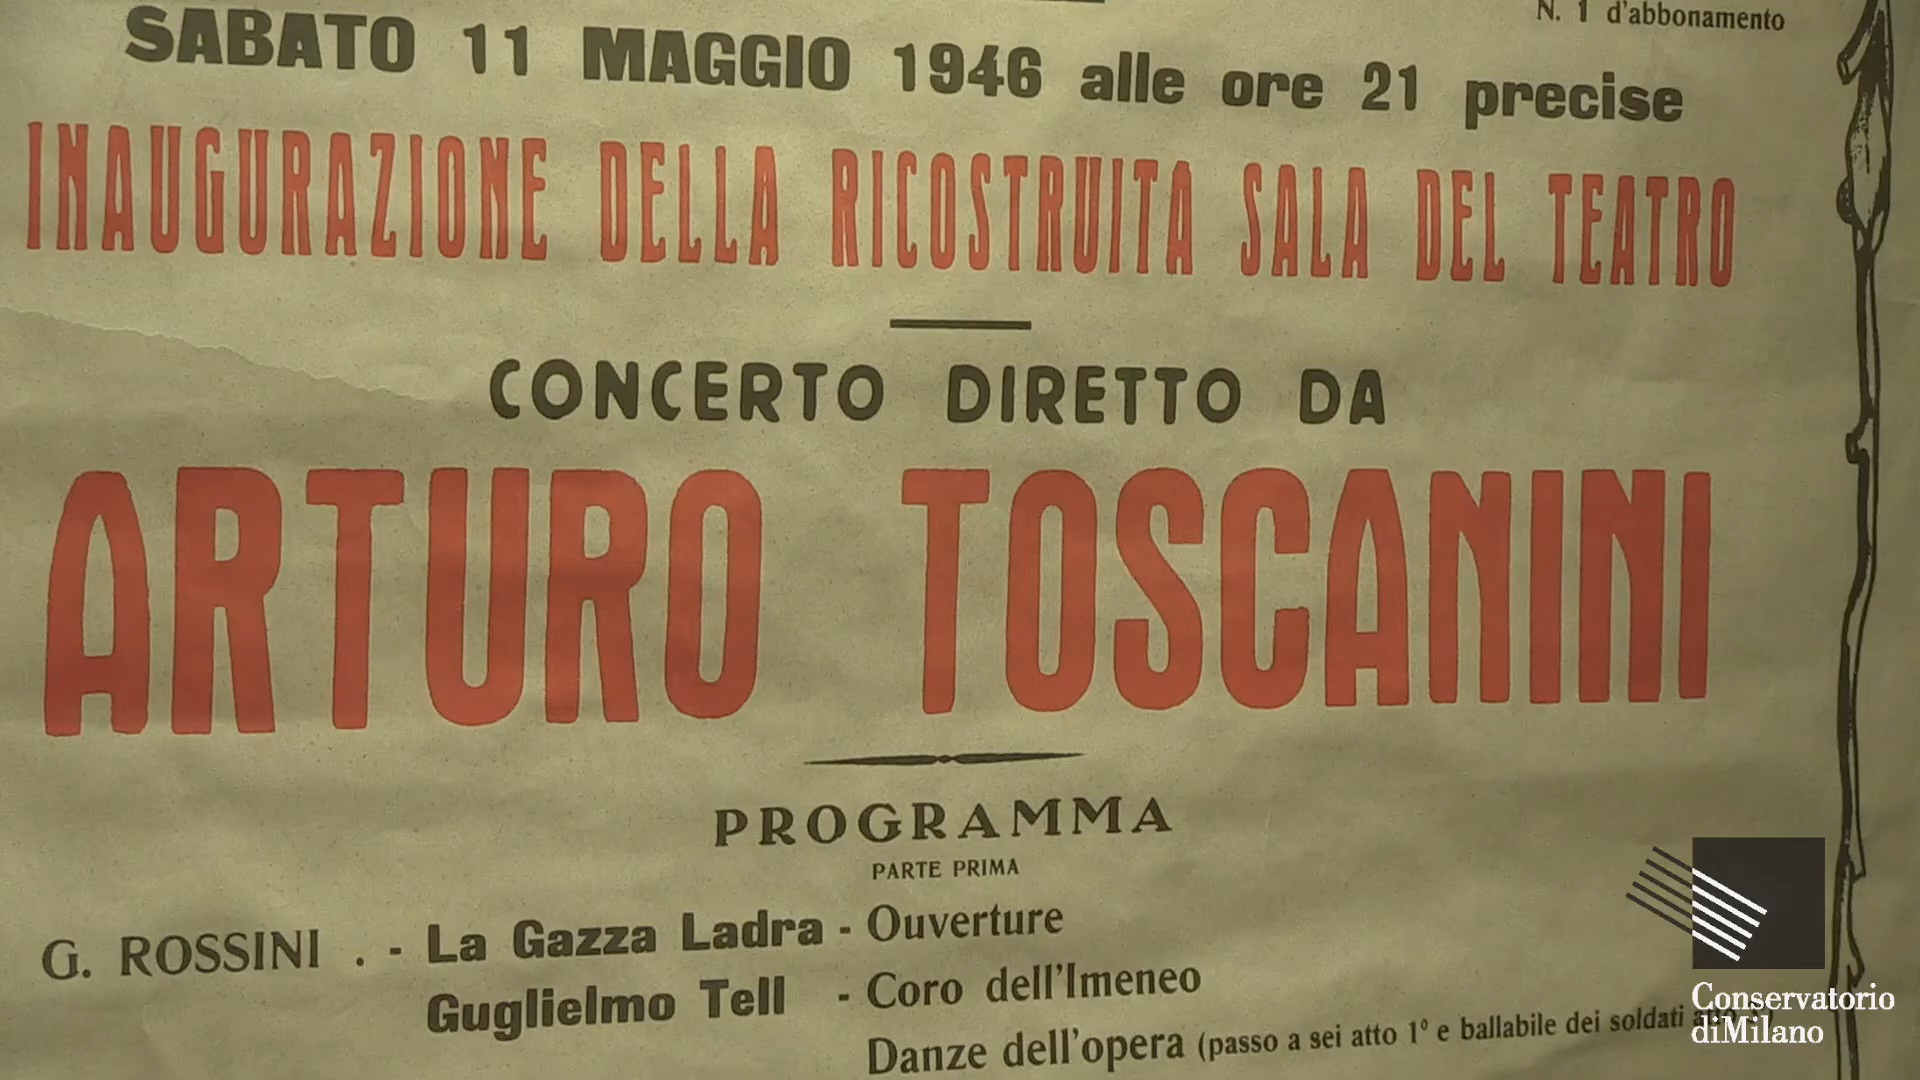 N. 1 d'abbonamento
SABATO 11 MAGGIO 1946 alle ore 21 precise
INAUGURAZIONE DELLA RICOSTRUITA SALA DEL TEATRO
CONCERTO DIRETTO DA
ARTURO TOSCANINI
PROGRAMMA
PARTE PRIMA
G. ROSSINI . - La Gazza Ladra - Ouverture
Guglielmo Tell - Coro dell'Imeneo
Danze dell'opera (passo a sei atto 1º e ballabile dei soldati
Conservatorio
diMilano